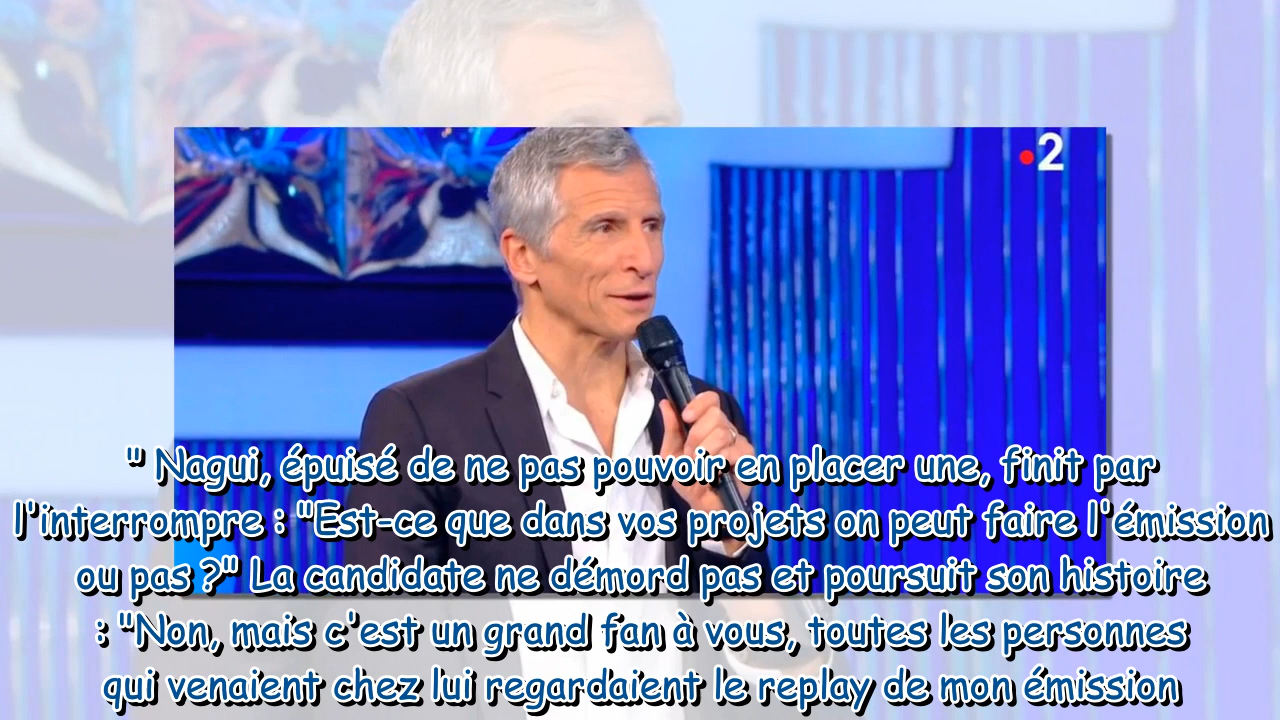 2
" Nagui, épuisé de ne pas pouvoir en placer une, finit par
l'interrompre : "Est-ce que dans vos projets on peut faire l'émission
ou pas ?" La candidate ne démord pas et poursuit son histoire
: "Non, mais c'est un grand fan à vous, toutes les personnes
qui venaient chez lui regardaient le replay de mon émission